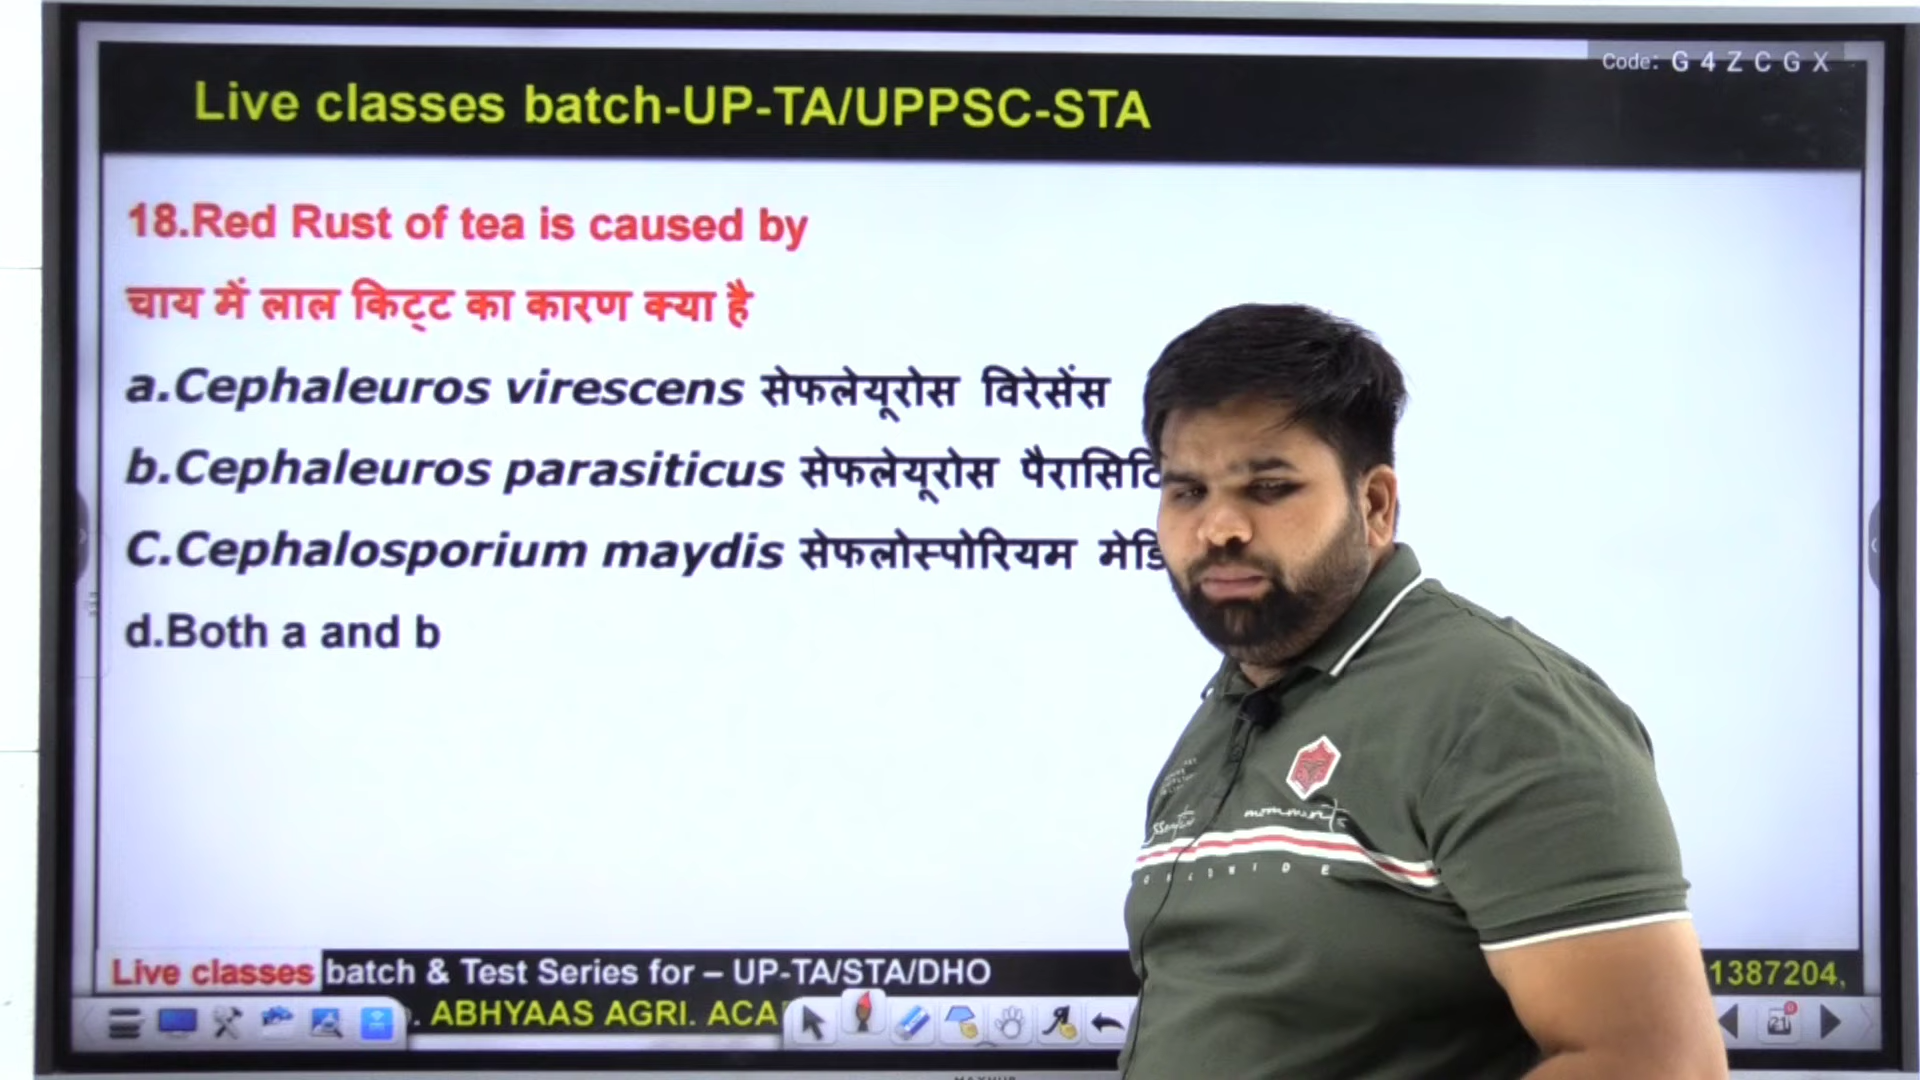 Code: G 4 Z C G X
Live classes batch-UP-TA/UPPSC-STA
18.Red Rust of tea is caused by
चाय में लाल किट्ट का कारण क्या है
a.Cephaleuros virescens सेफलेयूरोस विरेसेंस
b.Cephaleuros parasiticus सेफलेयूरोस
C.Cephalosporium maydis सेफलोस्पोरियम
d.Both a and b
momments
Live classes batch & Test Series for – UP-TA/STA/DHO
1387204,
ABHYAAS AGRI.
21